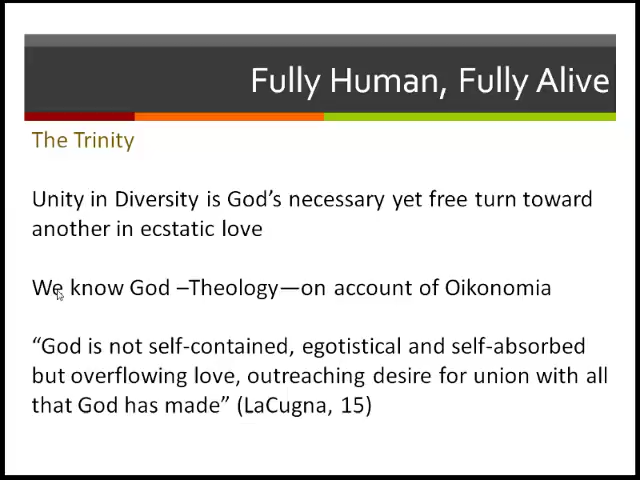 Fully Human, Fully Alive
The Trinity
Unity in Diversity is God’s necessary yet free turn toward
another in ecstatic love
We know God –Theology—on account of Oikonomia
“God is not self-contained, egotistical and self-absorbed
but overflowing love, outreaching desire for union with all
that God has made” (LaCugna, 15)